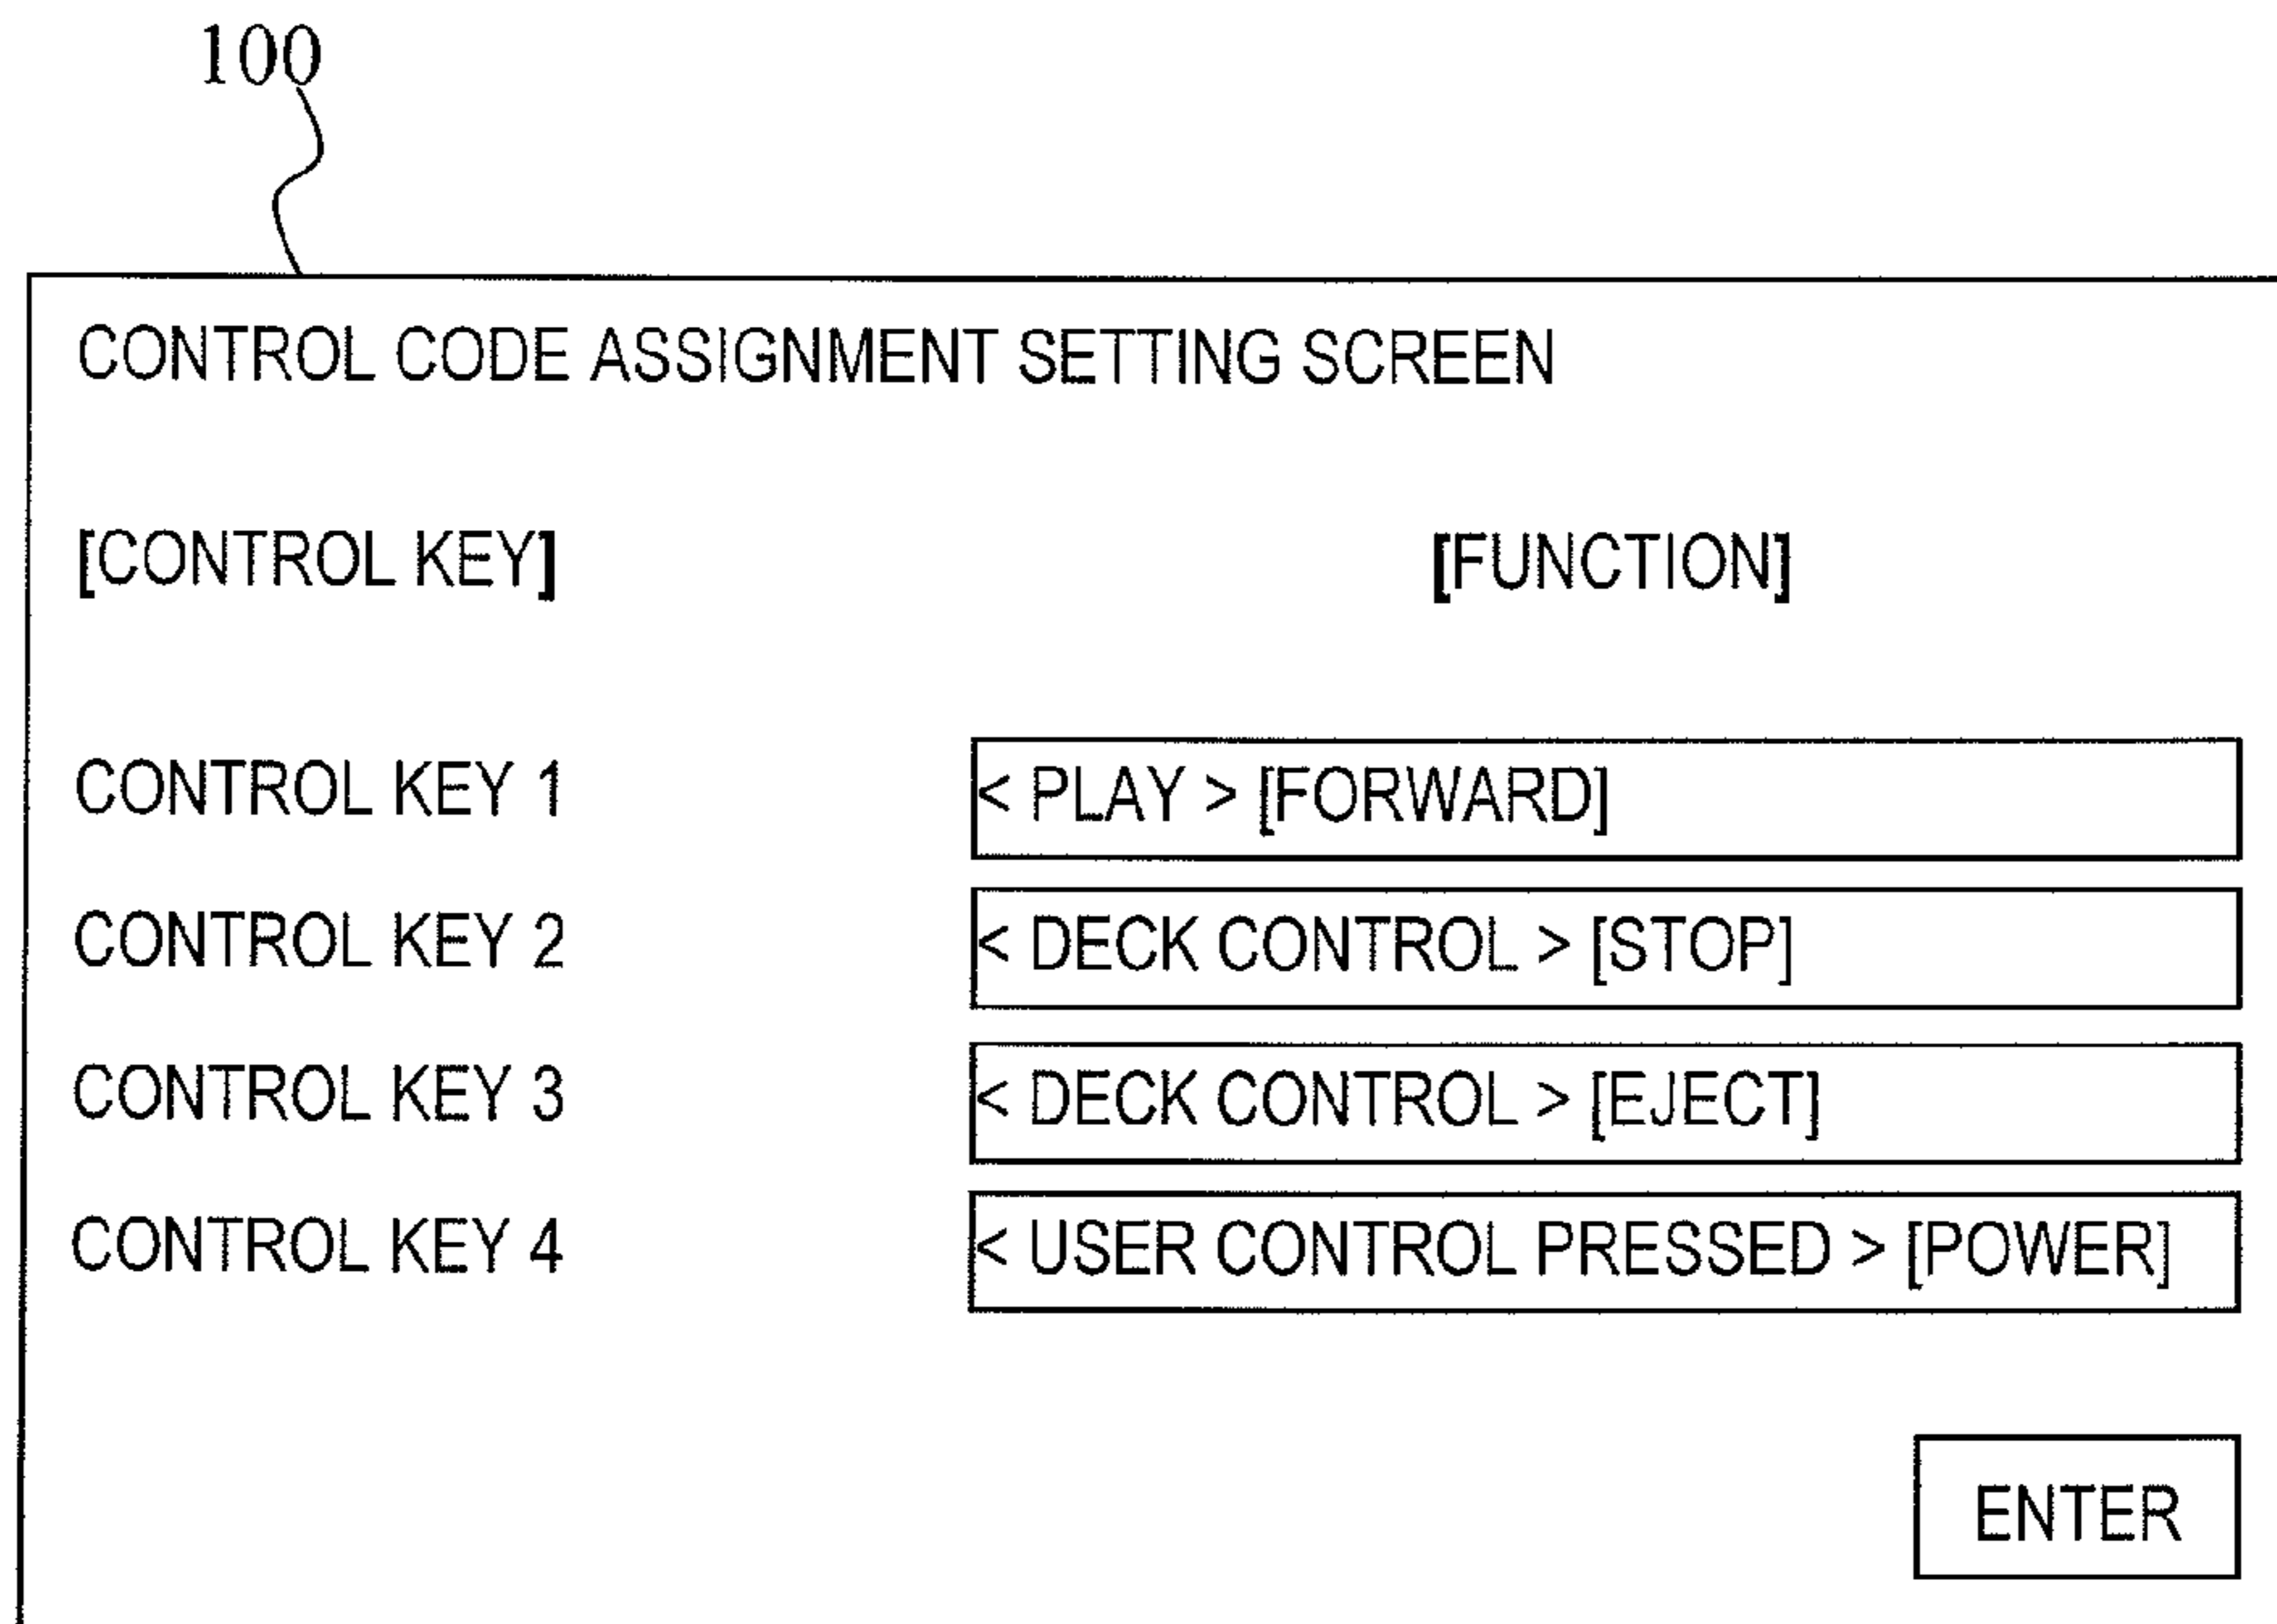 100
CONTROL CODE ASSIGNMENT SETTING SCREEN
[CONTROL KEY] [FUNCTION]
CONTROL KEY 1 < PLAY > [FORWARD]
CONTROL KEY 2 < DECK CONTROL > [STOP]
CONTROL KEY 3 < DECK CONTROL > [EJECT]
CONTROL KEY 4 < USER CONTROL PRESSED > [POWER]
ENTER